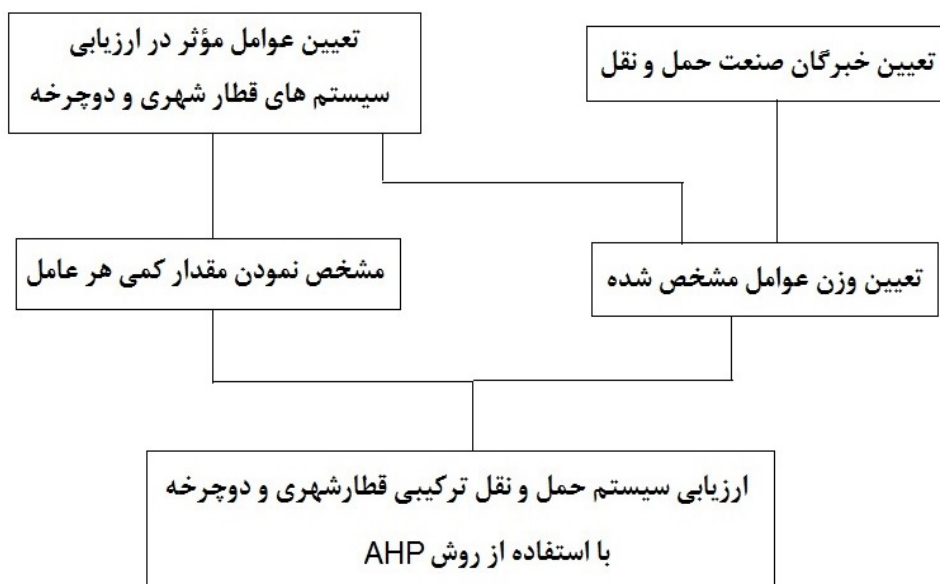 تعیین خبرگان صنعت حمل و نقل
تعیین عوامل مؤثر در ارزیابی
سیستم های قطار شهری و دوچرخه
تعیین وزن عوامل مشخص شده
مشخص نمودن مقدار کمی هر عامل
ارزیابی سیستم حمل و نقل ترکیبی قطارشهری و دوچرخه
با استفاده از روش AHP